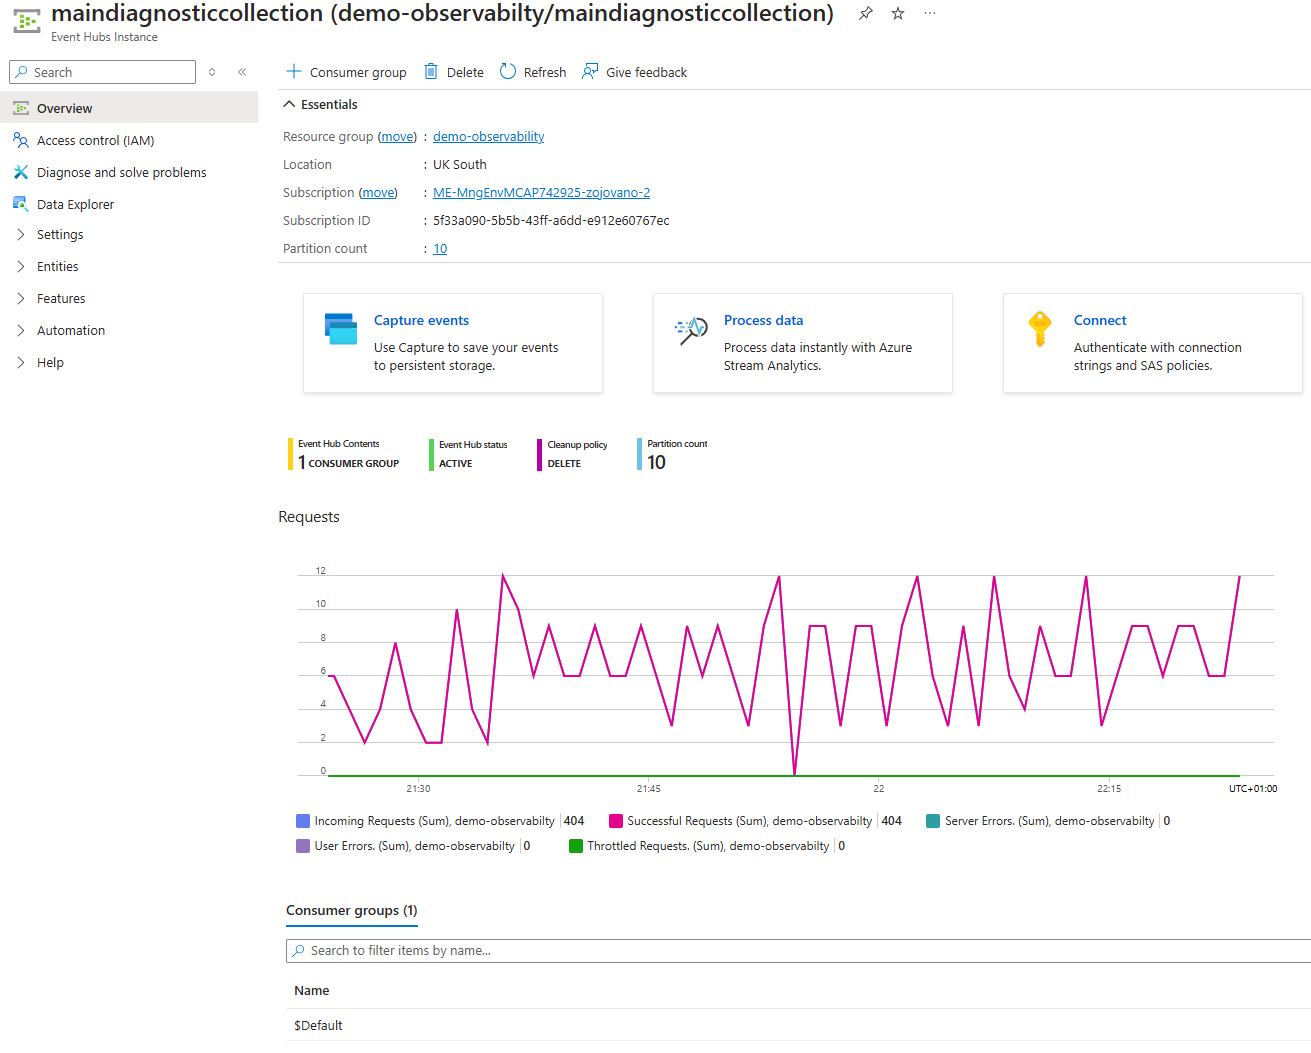 maindiagnosticcollection (demo-observabilty/maindiagnosticcollection)
Event Hubs Instance
Search
Overview
Access control (IAM)
Diagnose and solve problems
Data Explorer
Settings
Entities
Features
Automation
Help
Consumer group Delete Refresh Give feedback
Essentials
Resource group (move) : demo-observability
Location : UK South
Subscription (move) : ME-MngEnvMCAP742925-zojovano-2
Subscription ID : 5f33a090-5b5b-43ff-a6dd-e912e60767ec
Partition count : 10
Capture events
Use Capture to save your events
to persistent storage.
Process data
Process data instantly with Azure
Stream Analytics.
Connect
Authenticate with connection
strings and SAS policies.
Event Hub Contents
1 CONSUMER GROUP
Event Hub status
ACTIVE
Cleanup policy
DELETE
Partition count
10
Requests
12
10
8
6
4
2
0
21:30 21:45 22 22:15 UTC+01:00
Incoming Requests (Sum), demo-observabilty 404 Successful Requests (Sum), demo-observabilty 404 Server Errors. (Sum), demo-observabilty 0
User Errors. (Sum), demo-observabilty 0 Throttled Requests. (Sum), demo-observabilty 0
Consumer groups (1)
Search to filter items by name...
Name
$Default